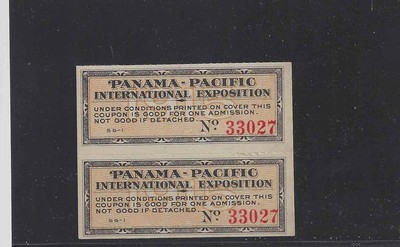 PANAMA-PACIFIC
INTERNATIONAL EXPOSITION
UNDER CONDITIONS PRINTED ON COVER THIS
COUPON IS GOOD FOR ONE ADMISSION.
NOT GOOD IF DETACHED.
No. 33027
PANAMA-PACIFIC
INTERNATIONAL EXPOSITION
UNDER CONDITIONS PRINTED ON COVER THIS
COUPON IS GOOD FOR ONE ADMISSION.
NOT GOOD IF DETACHED.
No. 33027